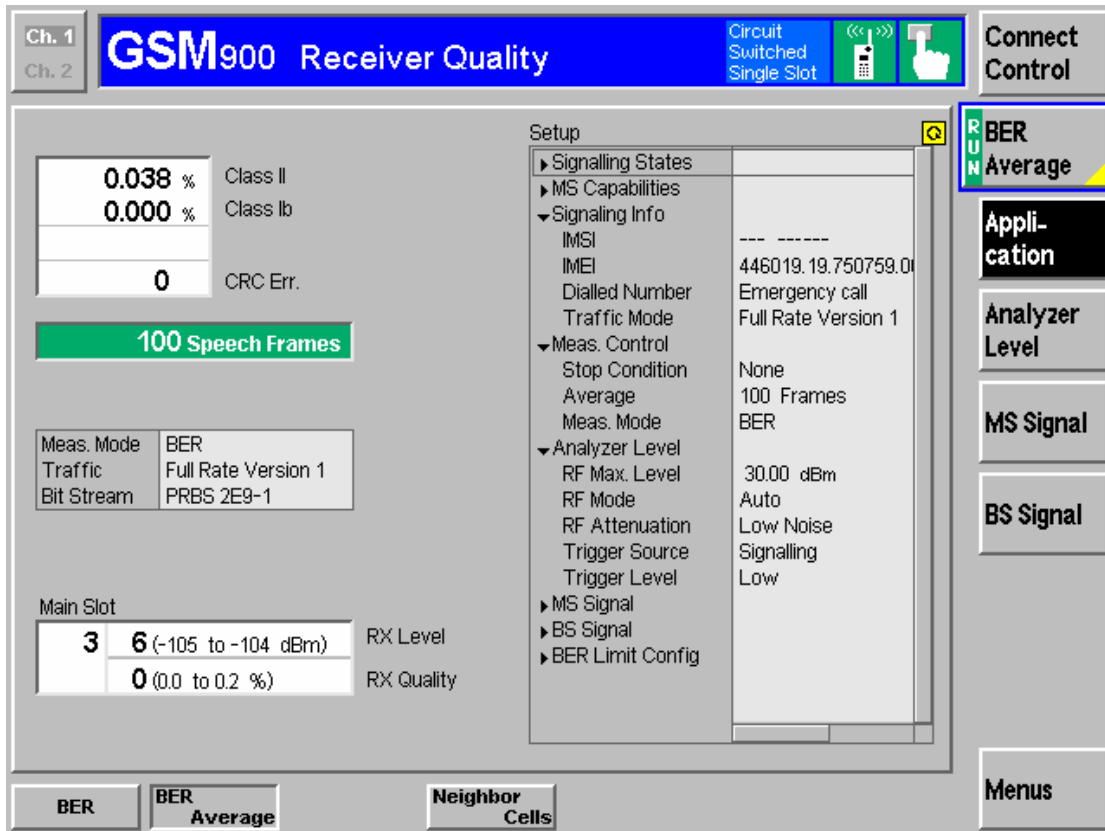 Ch. 1
Ch. 2
GSM900 Receiver Quality
Circuit
Switched
Single Slot
Connect
Control
0.038 % Class II
0.000 % Class Ib
0 CRC Err.
100 Speech Frames
Meas. Mode BER
Traffic Full Rate Version 1
Bit Stream PRBS 2E9-1
Main Slot
3 6 (-105 to -104 dBm) RX Level
0 (0.0 to 0.2 %) RX Quality
Setup
Signalling States
MS Capabilities
Signaling Info
IMSI --- ------
IMEI 446019.19.750759.0
Dialled Number Emergency call
Traffic Mode Full Rate Version 1
Meas. Control
Stop Condition None
Average 100 Frames
Meas. Mode BER
Analyzer Level
RF Max. Level 30.00 dBm
RF Mode Auto
RF Attenuation Low Noise
Trigger Source Signalling
Trigger Level Low
MS Signal
BS Signal
BER Limit Config
RUN
BER
Average
Appli-
cation
Analyzer
Level
MS Signal
BS Signal
Menus
BER
BER
Average
Neighbor
Cells